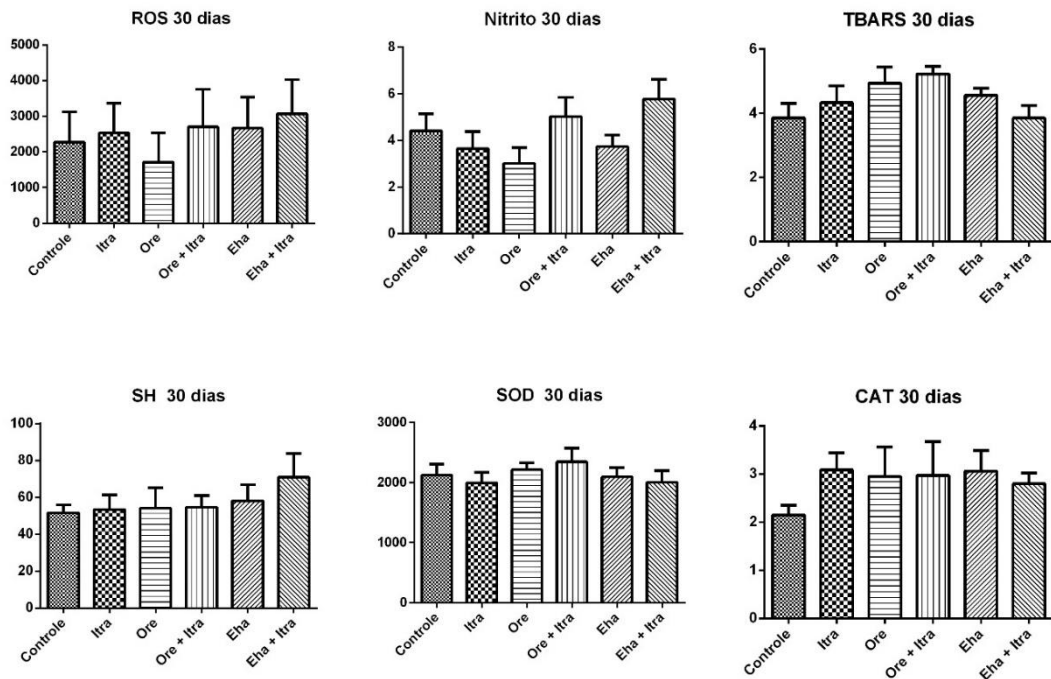 ROS 30 dias
5000
4000
3000
2000
1000
0
Controle
Itra
Ore
Ore + Itra
Eha
Eha + Itra
Nitrito 30 dias
8
6
4
2
0
Controle
Itra
Ore
Ore + Itra
Eha
Eha + Itra
TBARS 30 dias
6
4
2
0
Controle
Itra
Ore
Ore + Itra
Eha
Eha + Itra
SH 30 dias
100
80
60
40
20
0
Controle
Itra
Ore
Ore + Itra
Eha
Eha + Itra
SOD 30 dias
3000
2000
1000
0
Controle
Itra
Ore
Ore + Itra
Eha
Eha + Itra
CAT 30 dias
4
3
2
1
0
Controle
Itra
Ore
Ore + Itra
Eha
Eha + Itra